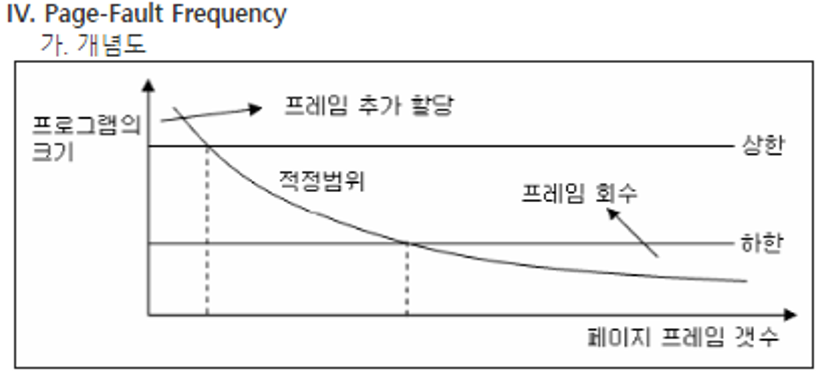 IV. Page-Fault Frequency
가. 개념도
프레임 추가 할당
프로그램의
크기
상한
적정범위
프레임 회수
하한
페이지 프레임 갯수